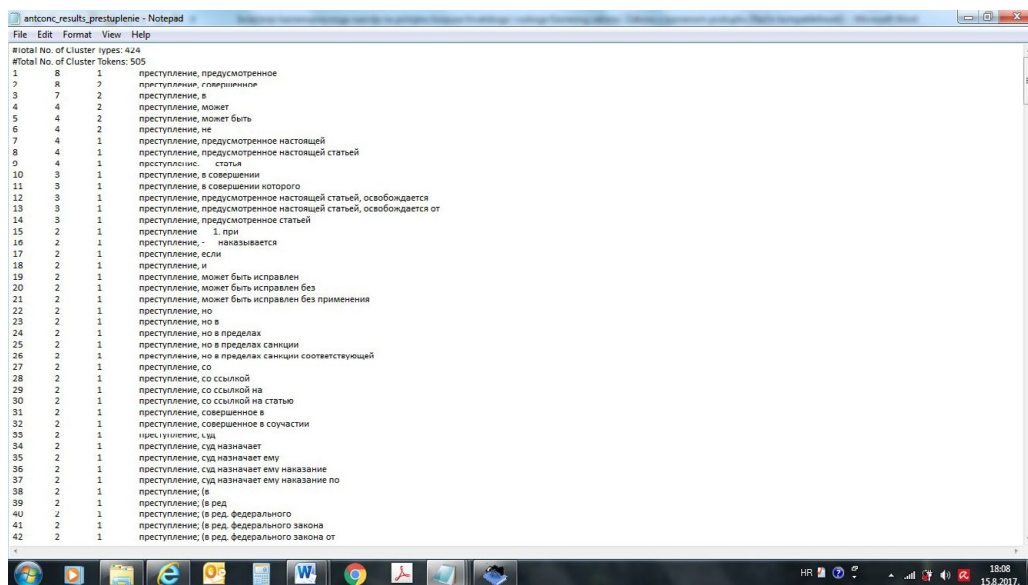 antconc_results_prestuplenie - Notepad
File Edit Format View Help
#Total No. of Cluster Types: 424
#Total No. of Cluster Tokens: 505
1 8 1 преступление, предусмотренное
2 8 2 преступление, совершенное
3 7 2 преступление, в
4 4 2 преступление, может
5 4 2 преступление, может быть
6 4 2 преступление, не
7 4 1 преступление, предусмотренное настоящей
8 4 1 преступление, предусмотренное настоящей статьей
9 4 1 преступление. статья
10 3 1 преступление, в совершении
11 3 1 преступление, в совершении которого
12 3 1 преступление, предусмотренное настоящей статьей, освобождается
13 3 1 преступление, предусмотренное настоящей статьей, освобождается от
14 3 1 преступление, предусмотренное статьей
15 2 1 преступление 1. при
16 2 1 преступление, - наказывается
17 2 1 преступление, если
18 2 1 преступление, и
19 2 1 преступление, может быть исправлен
20 2 1 преступление, может быть исправлен без
21 2 1 преступление, может быть исправлен без применения
22 2 1 преступление, но
23 2 1 преступление, но в
24 2 1 преступление, но в пределах
25 2 1 преступление, но в пределах санкции
26 2 1 преступление, но в пределах санкции соответствующей
27 2 1 преступление, со
28 2 1 преступление, со ссылкой
29 2 1 преступление, со ссылкой на
30 2 1 преступление, со ссылкой на статью
31 2 1 преступление, совершенное в
32 2 1 преступление, совершенное в соучастии
33 2 1 преступление, суд
34 2 1 преступление, суд назначает
35 2 1 преступление, суд назначает ему
36 2 1 преступление, суд назначает ему наказание
37 2 1 преступление, суд назначает ему наказание по
38 2 1 преступление; (в
39 2 1 преступление; (в ред
40 2 1 преступление; (в ред. федерального
41 2 1 преступление; (в ред. федерального закона
42 2 1 преступление; (в ред. федерального закона от
HR
18:08
15.8.2017